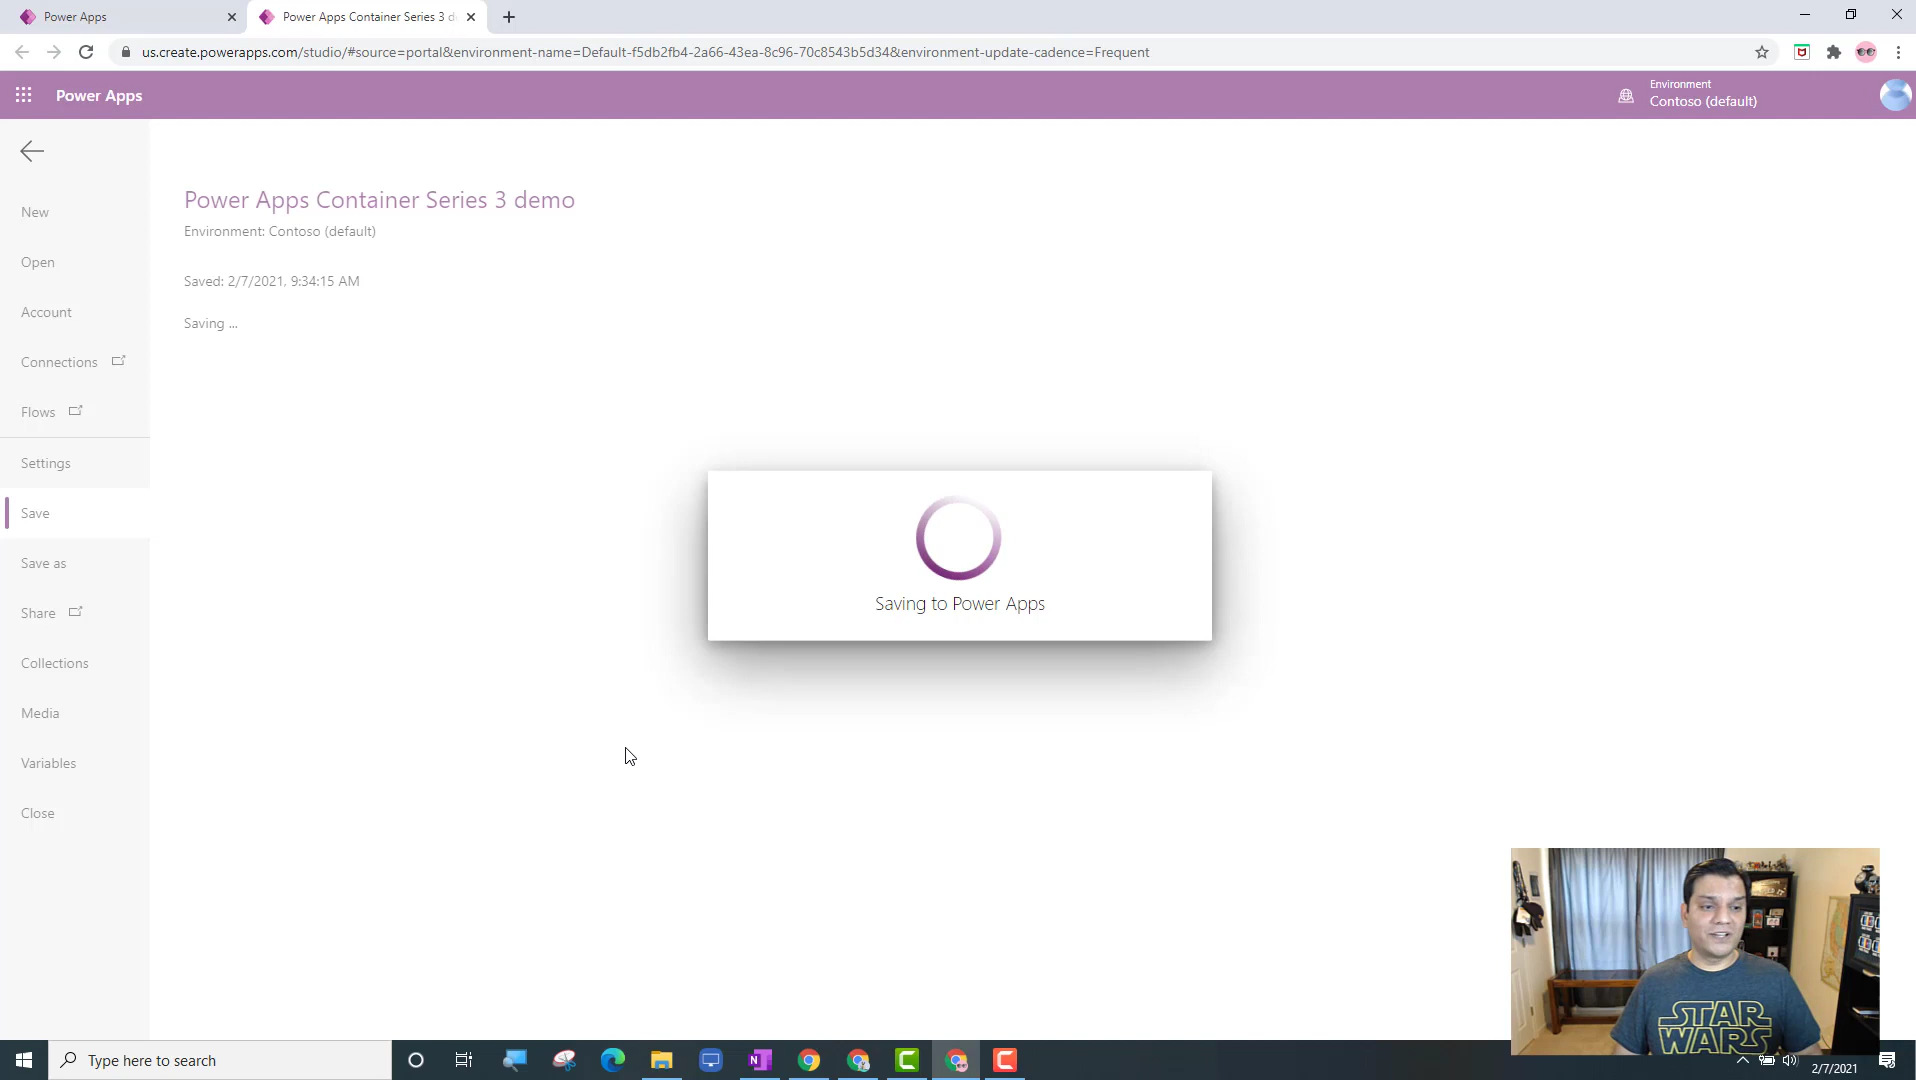 Power Apps
Power Apps Container Series 3 d
us.create.powerapps.com/studio/#source=portal&environment-name=Default-f5db2fb4-2a66-43ea-8c96-70c8543b5d34&environment-update-cadence=Frequent
Power Apps
Environment
Contoso (default)
New
Open
Account
Connections
Flows
Settings
Save
Save as
Share
Collections
Media
Variables
Close
Power Apps Container Series 3 demo
Environment: Contoso (default)
Saved: 2/7/2021, 9:34:15 AM
Saving ...
Saving to Power Apps
STAR
WARS
Type here to search
2/7/2021